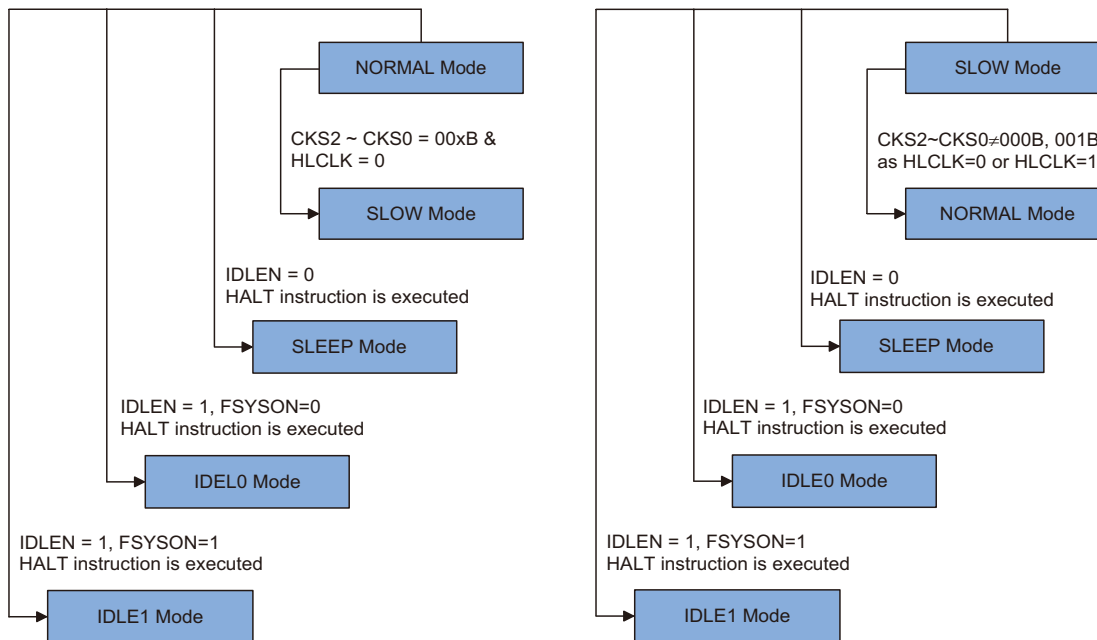 NORMAL Mode
CKS2 ~ CKS0 = 00xB &
HLCLK = 0
SLOW Mode
IDLEN = 0
HALT instruction is executed
SLEEP Mode
IDLEN = 1, FSYSON=0
HALT instruction is executed
IDEL0 Mode
IDLEN = 1, FSYSON=1
HALT instruction is executed
IDLE1 Mode
SLOW Mode
CKS2~CKS0≠000B, 001B
as HLCLK=0 or HLCLK=1
NORMAL Mode
IDLEN = 0
HALT instruction is executed
SLEEP Mode
IDLEN = 1, FSYSON=0
HALT instruction is executed
IDLE0 Mode
IDLEN = 1, FSYSON=1
HALT instruction is executed
IDLE1 Mode